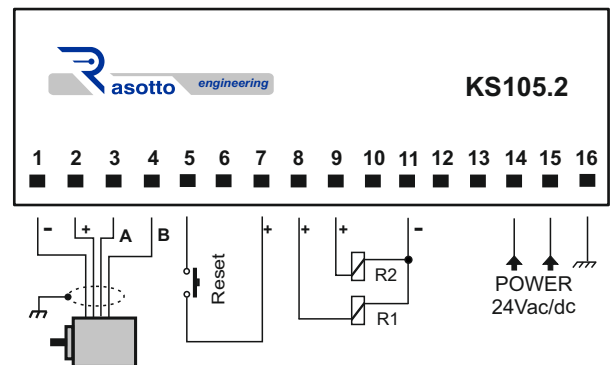 Rasotto engineering
KS105.2
1 2 3 4 5 6 7 8 9 10 11 12 13 14 15 16
- + A B + + + -
Reset
R2
R1
POWER
24Vac/dc